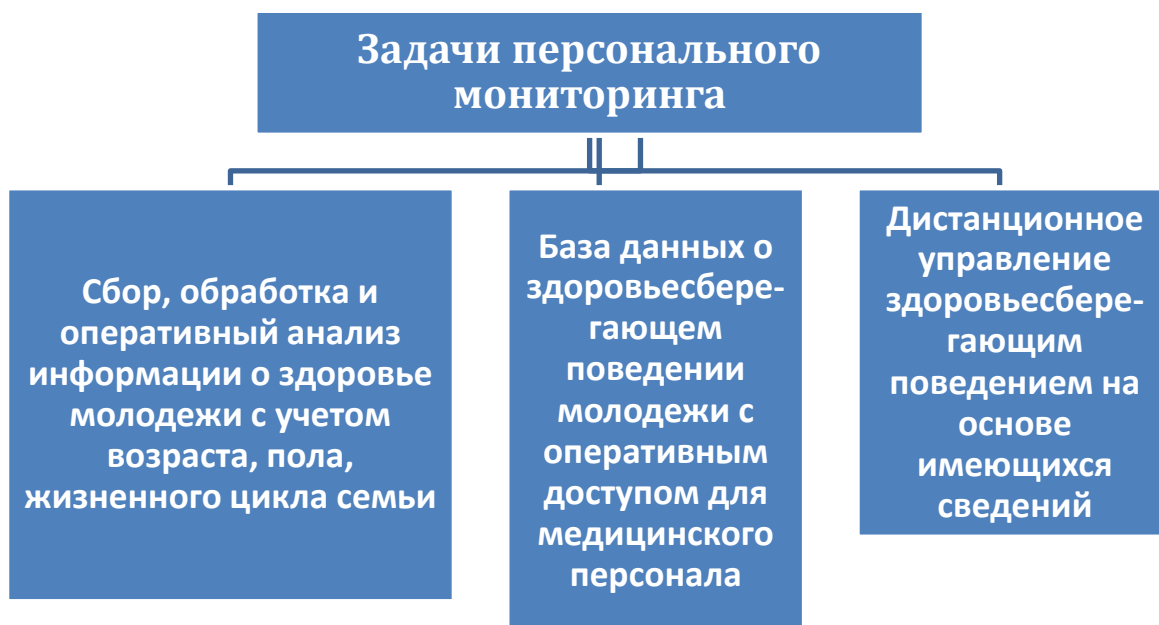 Задачи персонального
мониторинга
Сбор, обработка и
оперативный анализ
информации о здоровье
молодежи с учетом
возраста, пола,
жизненного цикла семьи
База данных о
здоровьесбере-
гающем
поведении
молодежи с
оперативным
доступом для
медицинского
персонала
Дистанционное
управление
здоровьесбере-
гающим
поведением на
основе
имеющихся
сведений